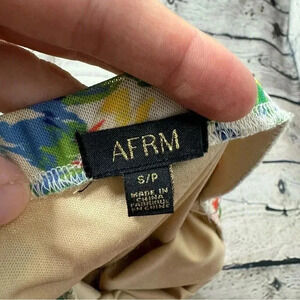 AFRM
S/P
MADE IN
CHINA
FABRIQUÉ
EN CHINE